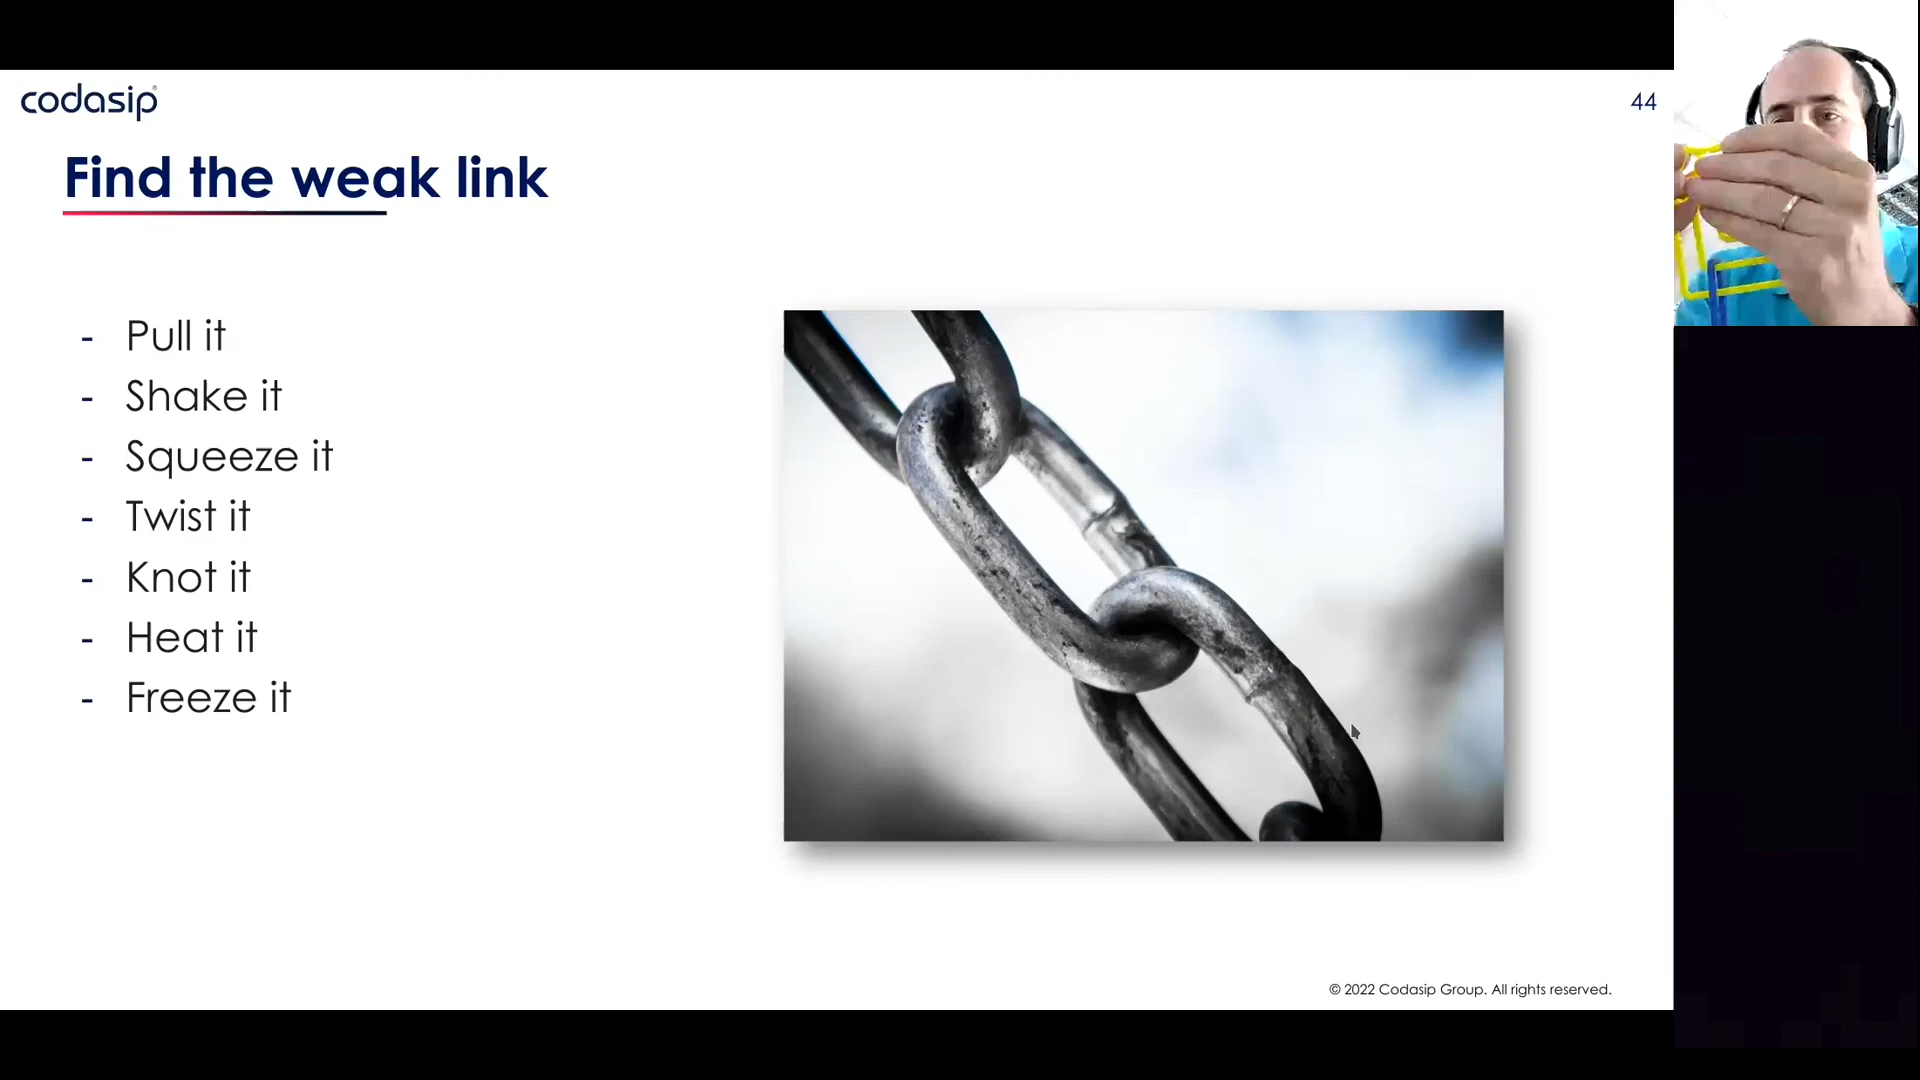 codasip
44
Find the weak link
- Pull it
- Shake it
- Squeeze it
- Twist it
- Knot it
- Heat it
- Freeze it
© 2022 Codasip Group. All rights reserved.